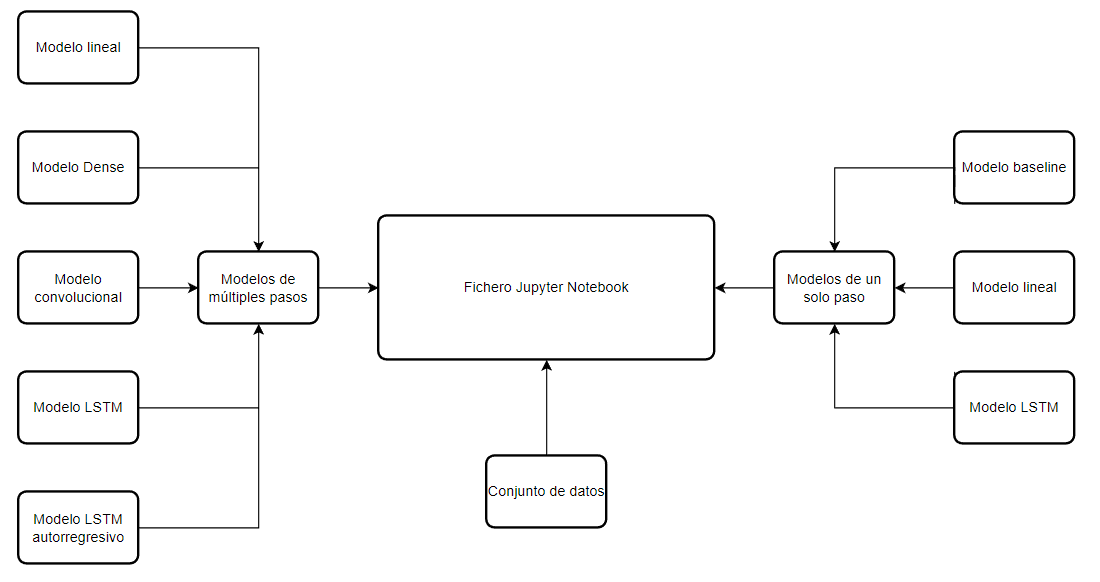 Modelo lineal
Modelo Dense
Modelo
convolucional
Modelo LSTM
Modelo LSTM
autorregresivo
Modelos de
múltiples pasos
Fichero Jupyter Notebook
Conjunto de datos
Modelos de un
solo paso
Modelo baseline
Modelo lineal
Modelo LSTM